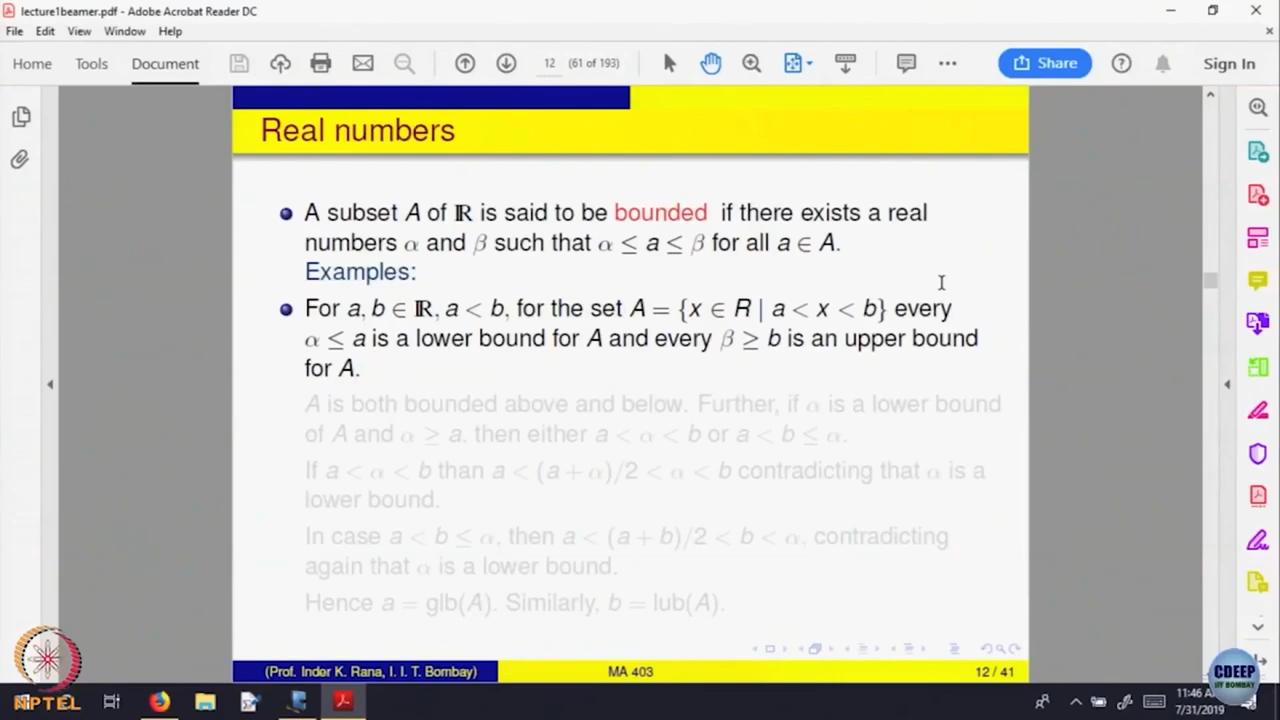 lecture1beamer.pdf - Adobe Acrobat Reader DC
File Edit View Window Help
Home Tools Document 12 (61 of 193) Share Sign In
Real numbers
A subset A of ℝ is said to be bounded if there exists a real
numbers α and β such that α ≤ a ≤ β for all a ∈ A.
Examples:
For a, b ∈ ℝ, a < b, for the set A = {x ∈ R | a < x < b} every
α ≤ a is a lower bound for A and every β ≥ b is an upper bound
for A.
A is both bounded above and below. Further, if α is a lower bound
of A and α ≥ a, then either a < α < b or a < b ≤ α.
If a < α < b than a < (a + α)/2 < α < b contradicting that α is a
lower bound.
In case a < b ≤ α, then a < (a + b)/2 < b < α, contradicting
again that α is a lower bound.
Hence a = glb(A). Similarly, b = lub(A).
(Prof. Inder K. Rana, I. I. T. Bombay) MA 403 12 / 41
NPTEL
CDEEP
IIT BOMBAY
11:46 A
7/31/2019